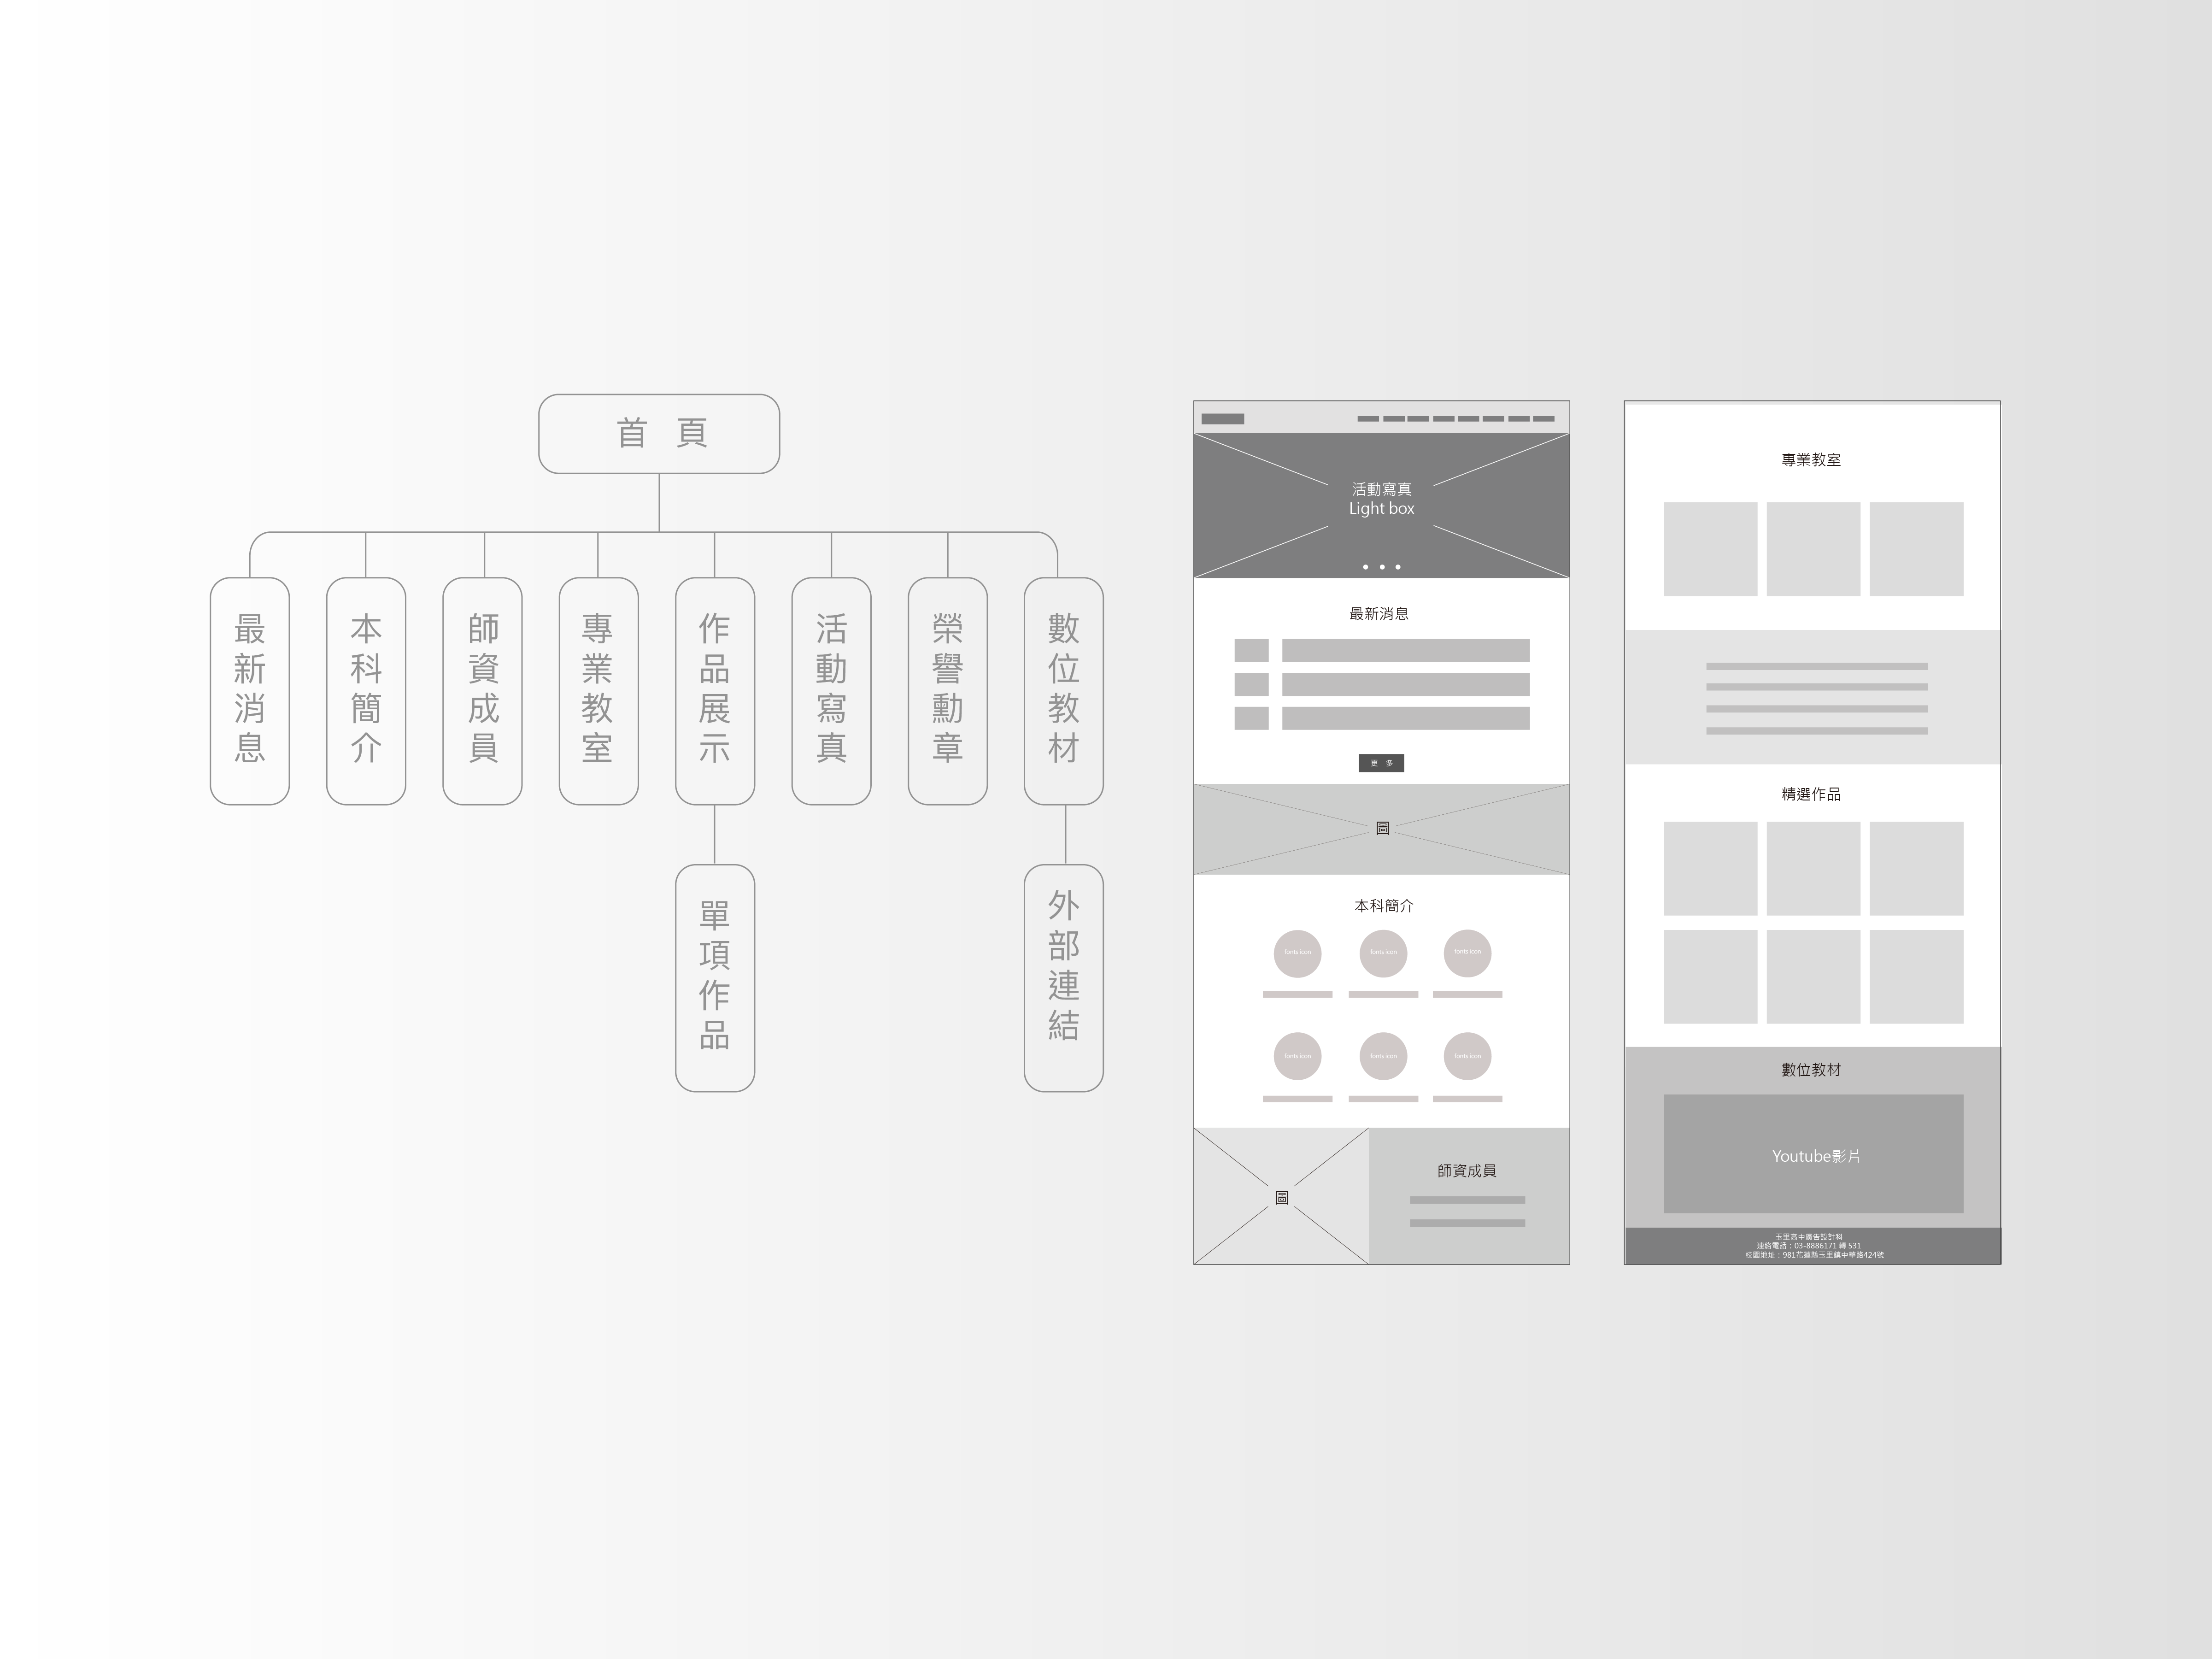 首 頁
最新消息
本科簡介
師資成員
專業教室
作品展示
活動寫真
榮譽勳章
數位教材
單項作品
外部連結
活動寫真
Light box
最新消息
更 多
圖
本科簡介
fonts icon
fonts icon
fonts icon
fonts icon
fonts icon
fonts icon
圖
師資成員
專業教室
精選作品
數位教材
Youtube影片
玉里高中廣告設計科
連絡電話：03-8886171 轉 531
校園地址：981花蓮縣玉里鎮中華路424號